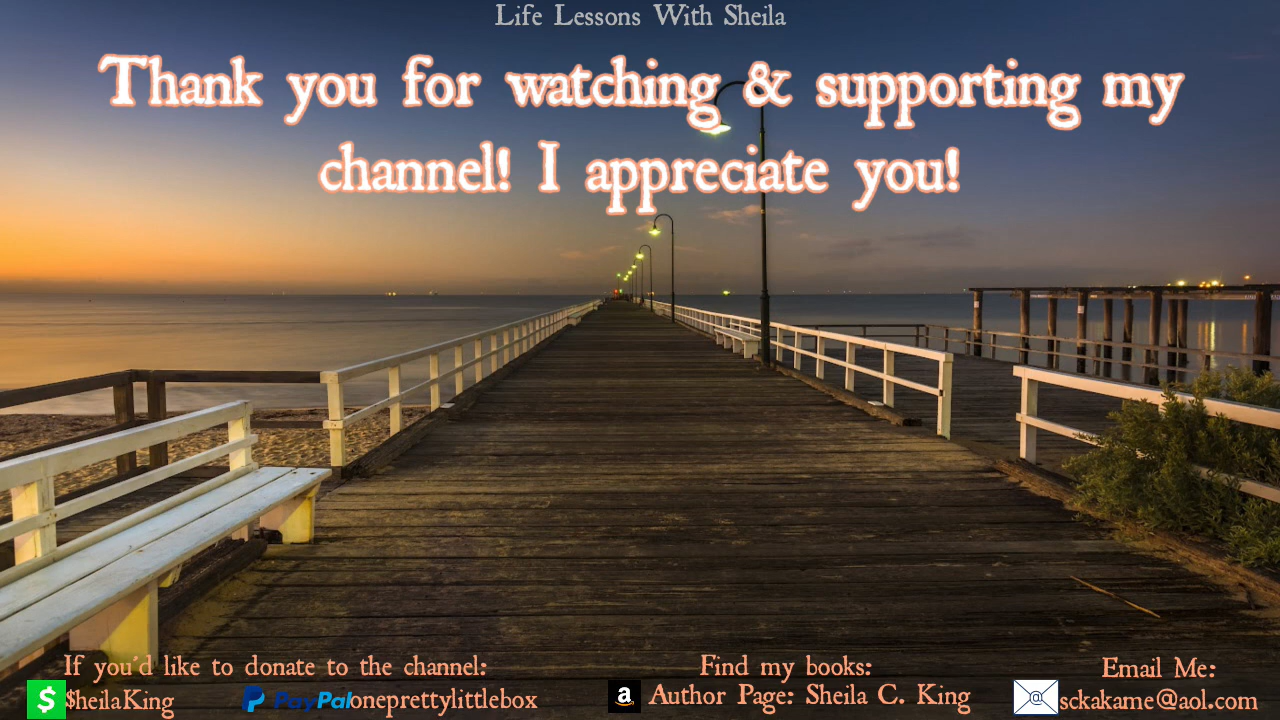 Life Lessons With Sheila
Thank you for watching & supporting my
channel! I appreciate you!
If you'd like to donate to the channel:
$heilaKing
PayPal oneprettylittlebox
Find my books:
a Author Page: Sheila C. King
Email Me:
@ sckakame@aol.com